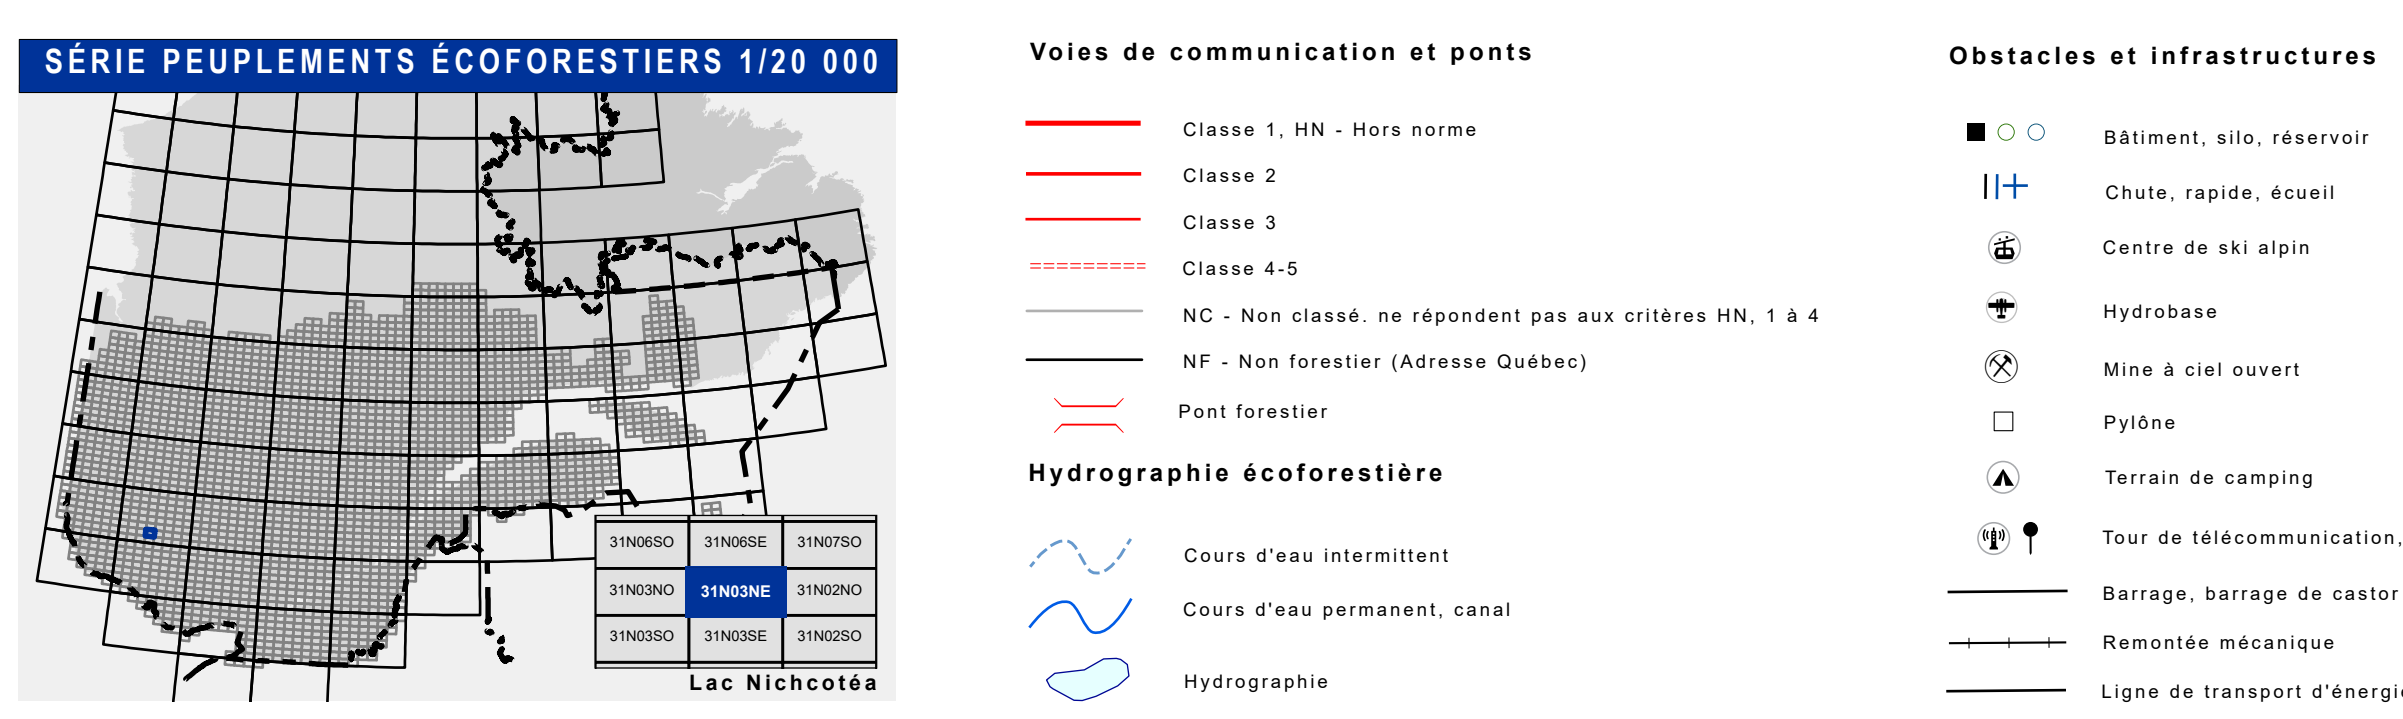 SÉRIE PEUPLEMENTS ÉCOFORESTIERS 1/20 000
31N06SO 31N06SE 31N07SO
31N03NO 31N03NE 31N02NO
31N03SO 31N03SE 31N02SO
Lac Nichcotéa
Voies de communication et ponts
Classe 1, HN - Hors norme
Classe 2
Classe 3
Classe 4-5
NC - Non classé. ne répondent pas aux critères HN, 1 à 4
NF - Non forestier (Adresse Québec)
Pont forestier
Hydrographie écoforestière
Cours d'eau intermittent
Cours d'eau permanent, canal
Hydrographie
Obstacles et infrastructures
Bâtiment, silo, réservoir
Chute, rapide, écueil
Centre de ski alpin
Hydrobase
Mine à ciel ouvert
Pylône
Terrain de camping
Tour de télécommunication,
Barrage, barrage de castor
Remontée mécanique
Ligne de transport d'énergie